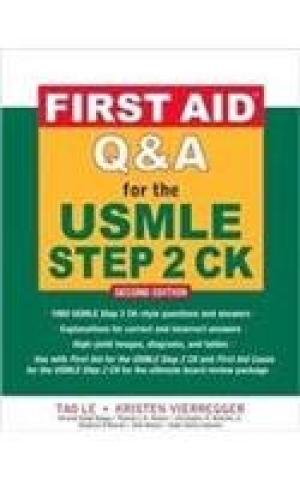 FIRST AID
Q&A
for the
USMLE
STEP 2 CK
SECOND EDITION
USMLE Step 2 CK-style questions and answers
Explanations for correct and incorrect answers
High-yield images, diagrams, and tables
Use with First Aid for the USMLE Step 2 CK and First Aid Cases
for the USMLE Step 2 CK for the ultimate board review package
TAO LE • KRISTEN VIERREGGER